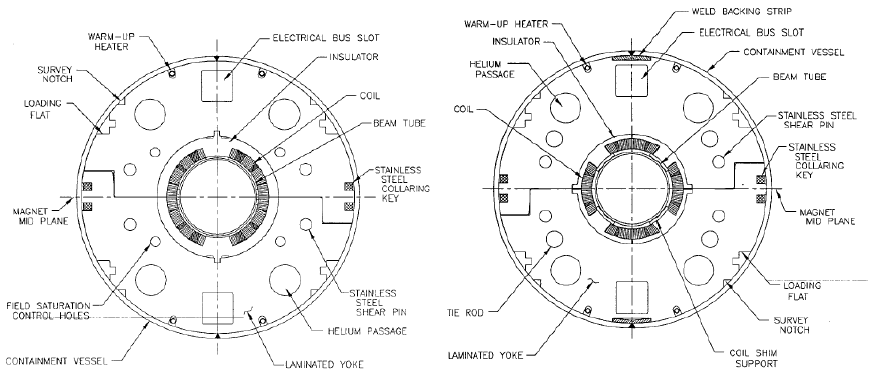 WARM-UP
HEATER
ELECTRICAL BUS SLOT
INSULATOR
SURVEY
NOTCH
COIL
LOADING
FLAT
BEAM TUBE
STAINLESS
STEEL
COLLARING
KEY
MAGNET
MID PLANE
FIELD SATURATION
CONTROL HOLES
STAINLESS
STEEL
SHEAR PIN
HELIUM PASSAGE
CONTAINMENT VESSEL
LAMINATED YOKE
WELD BACKING STRIP
WARM-UP HEATER
ELECTRICAL BUS SLOT
INSULATOR
CONTAINMENT VESSEL
HELIUM
PASSAGE
BEAM TUBE
COIL
STAINLESS STEEL
SHEAR PIN
STAINLESS
STEEL
COLLARING
KEY
MAGNET
MID PLANE
LOADING
FLAT
TIE ROD
SURVEY
NOTCH
LAMINATED YOKE
COIL SHIM
SUPPORT